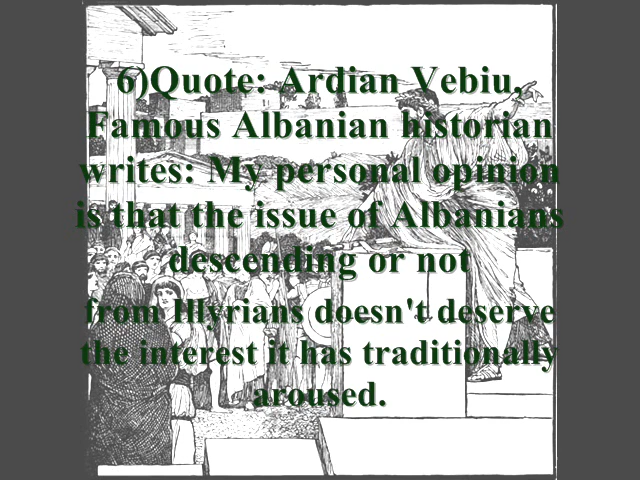 6)Quote: Ardian Vebiu,
Famous Albanian historian
writes: My personal opinion
is that the issue of Albanians
descending or not
from Illyrians doesn't deserve
the interest it has traditionally
aroused.